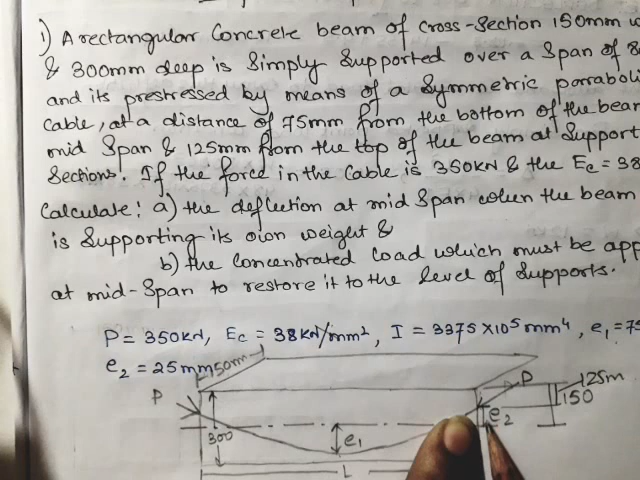 1) A rectangular Concrete beam of Cross-Section 150mm
& 300mm deep is Simply Supported over a Span of 8
and its prestressed by means of a Symmetric parraboli
Cable, at a distance of 75mm from the bottom of the beam
mid Span & 125mm from the top of the beam at Support
Sections. If the force in the Cable is 350KN & the Ec = 38
Calculate: a) the deflection at mid Span when the beam
is Supporting its own weight &
b) the Concentrated load which must be app
at mid-Span to restore it to the level of Supports.
P = 350KN, Ec = 38KN/mm², I = 3375 x10⁵ mm⁴, e₁ = 75
e₂ = 25mm
150m
P
P
125m
150
300
e₁
e₂
L